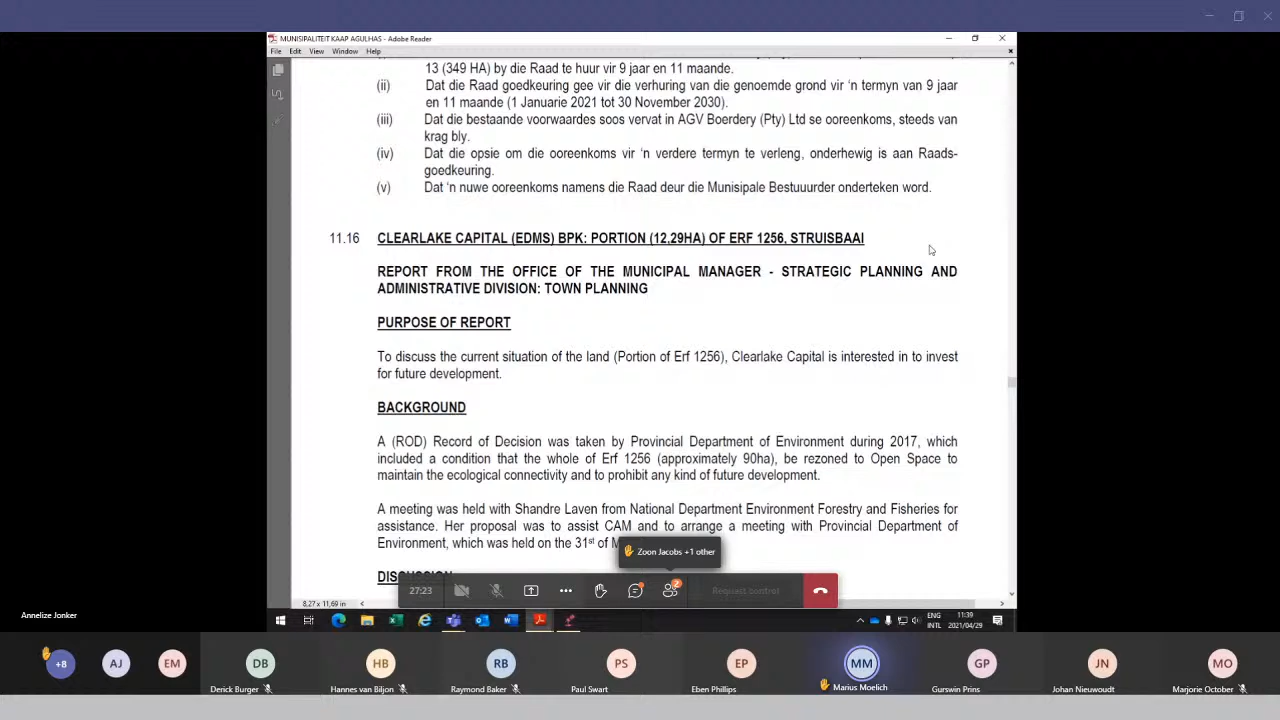 MUNISIPALITEIT KAAP AGULHAS - Adobe Reader
File Edit View Window Help
13 (349 HA) by die Raad te huur vir 9 jaar en 11 maande.
(ii) Dat die Raad goedkeuring gee vir die verhuring van die genoemde grond vir 'n termyn van 9 jaar
en 11 maande (1 Januarie 2021 tot 30 November 2030).
(iii) Dat die bestaande voorwaardes soos vervat in AGV Boerdery (Pty) Ltd se ooreenkoms, steeds van
krag bly.
(iv) Dat die opsie om die ooreenkoms vir 'n verdere termyn te verleng, onderhewig is aan Raads-
goedkeuring.
(v) Dat 'n nuwe ooreenkoms namens die Raad deur die Munisipale Bestuuurder onderteken word.
11.16 CLEARLAKE CAPITAL (EDMS) BPK: PORTION (12,29HA) OF ERF 1256, STRUISBAAI
REPORT FROM THE OFFICE OF THE MUNICIPAL MANAGER - STRATEGIC PLANNING AND
ADMINISTRATIVE DIVISION: TOWN PLANNING
PURPOSE OF REPORT
To discuss the current situation of the land (Portion of Erf 1256), Clearlake Capital is interested in to invest
for future development.
BACKGROUND
A (ROD) Record of Decision was taken by Provincial Department of Environment during 2017, which
included a condition that the whole of Erf 1256 (approximately 90ha), be rezoned to Open Space to
maintain the ecological connectivity and to prohibit any kind of future development.
A meeting was held with Shandre Laven from National Department Environment Forestry and Fisheries for
assistance. Her proposal was to assist CAM and to arrange a meeting with Provincial Department of
Environment, which was held on the 31st of M
Zoon Jacobs +1 other
DISCUSSION
27:23 2 Request control
8,27 x 11,69 in
Annelize Jonker
ENG 11:39
INTL 2021/04/29
+8 AJ EM DB HB RB PS EP MM GP JN MO
Derick Burger Hannes van Biljon Raymond Baker Paul Swart Eben Phillips Marius Moelich Gurswin Prins Johan Nieuwoudt Marjorie October